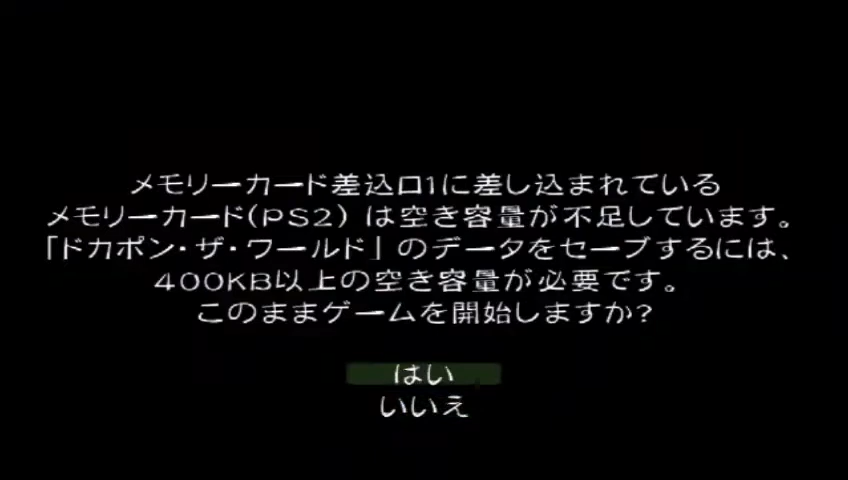 メモリーカード差込口1に差し込まれている
メモリーカード(PS2) は空き容量が不足しています。
「ドカポン・ザ・ワールド」のデータをセーブするには、
400KB以上の空き容量が必要です。
このままゲームを開始しますか?
はい
いいえ